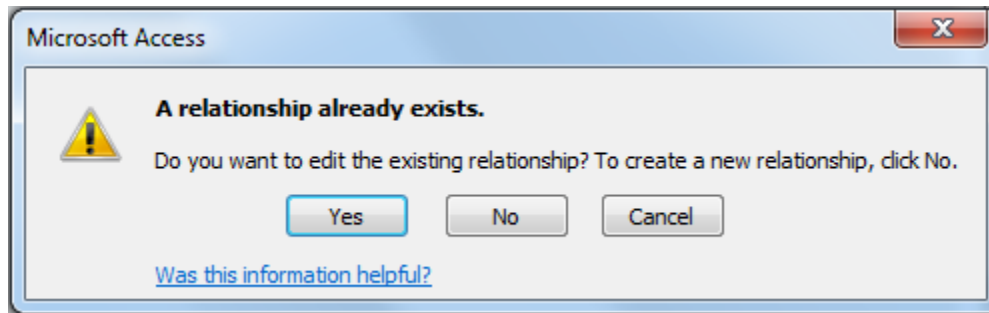 Microsoft Access
A relationship already exists.
Do you want to edit the existing relationship? To create a new relationship, click No.
Yes No Cancel
Was this information helpful?